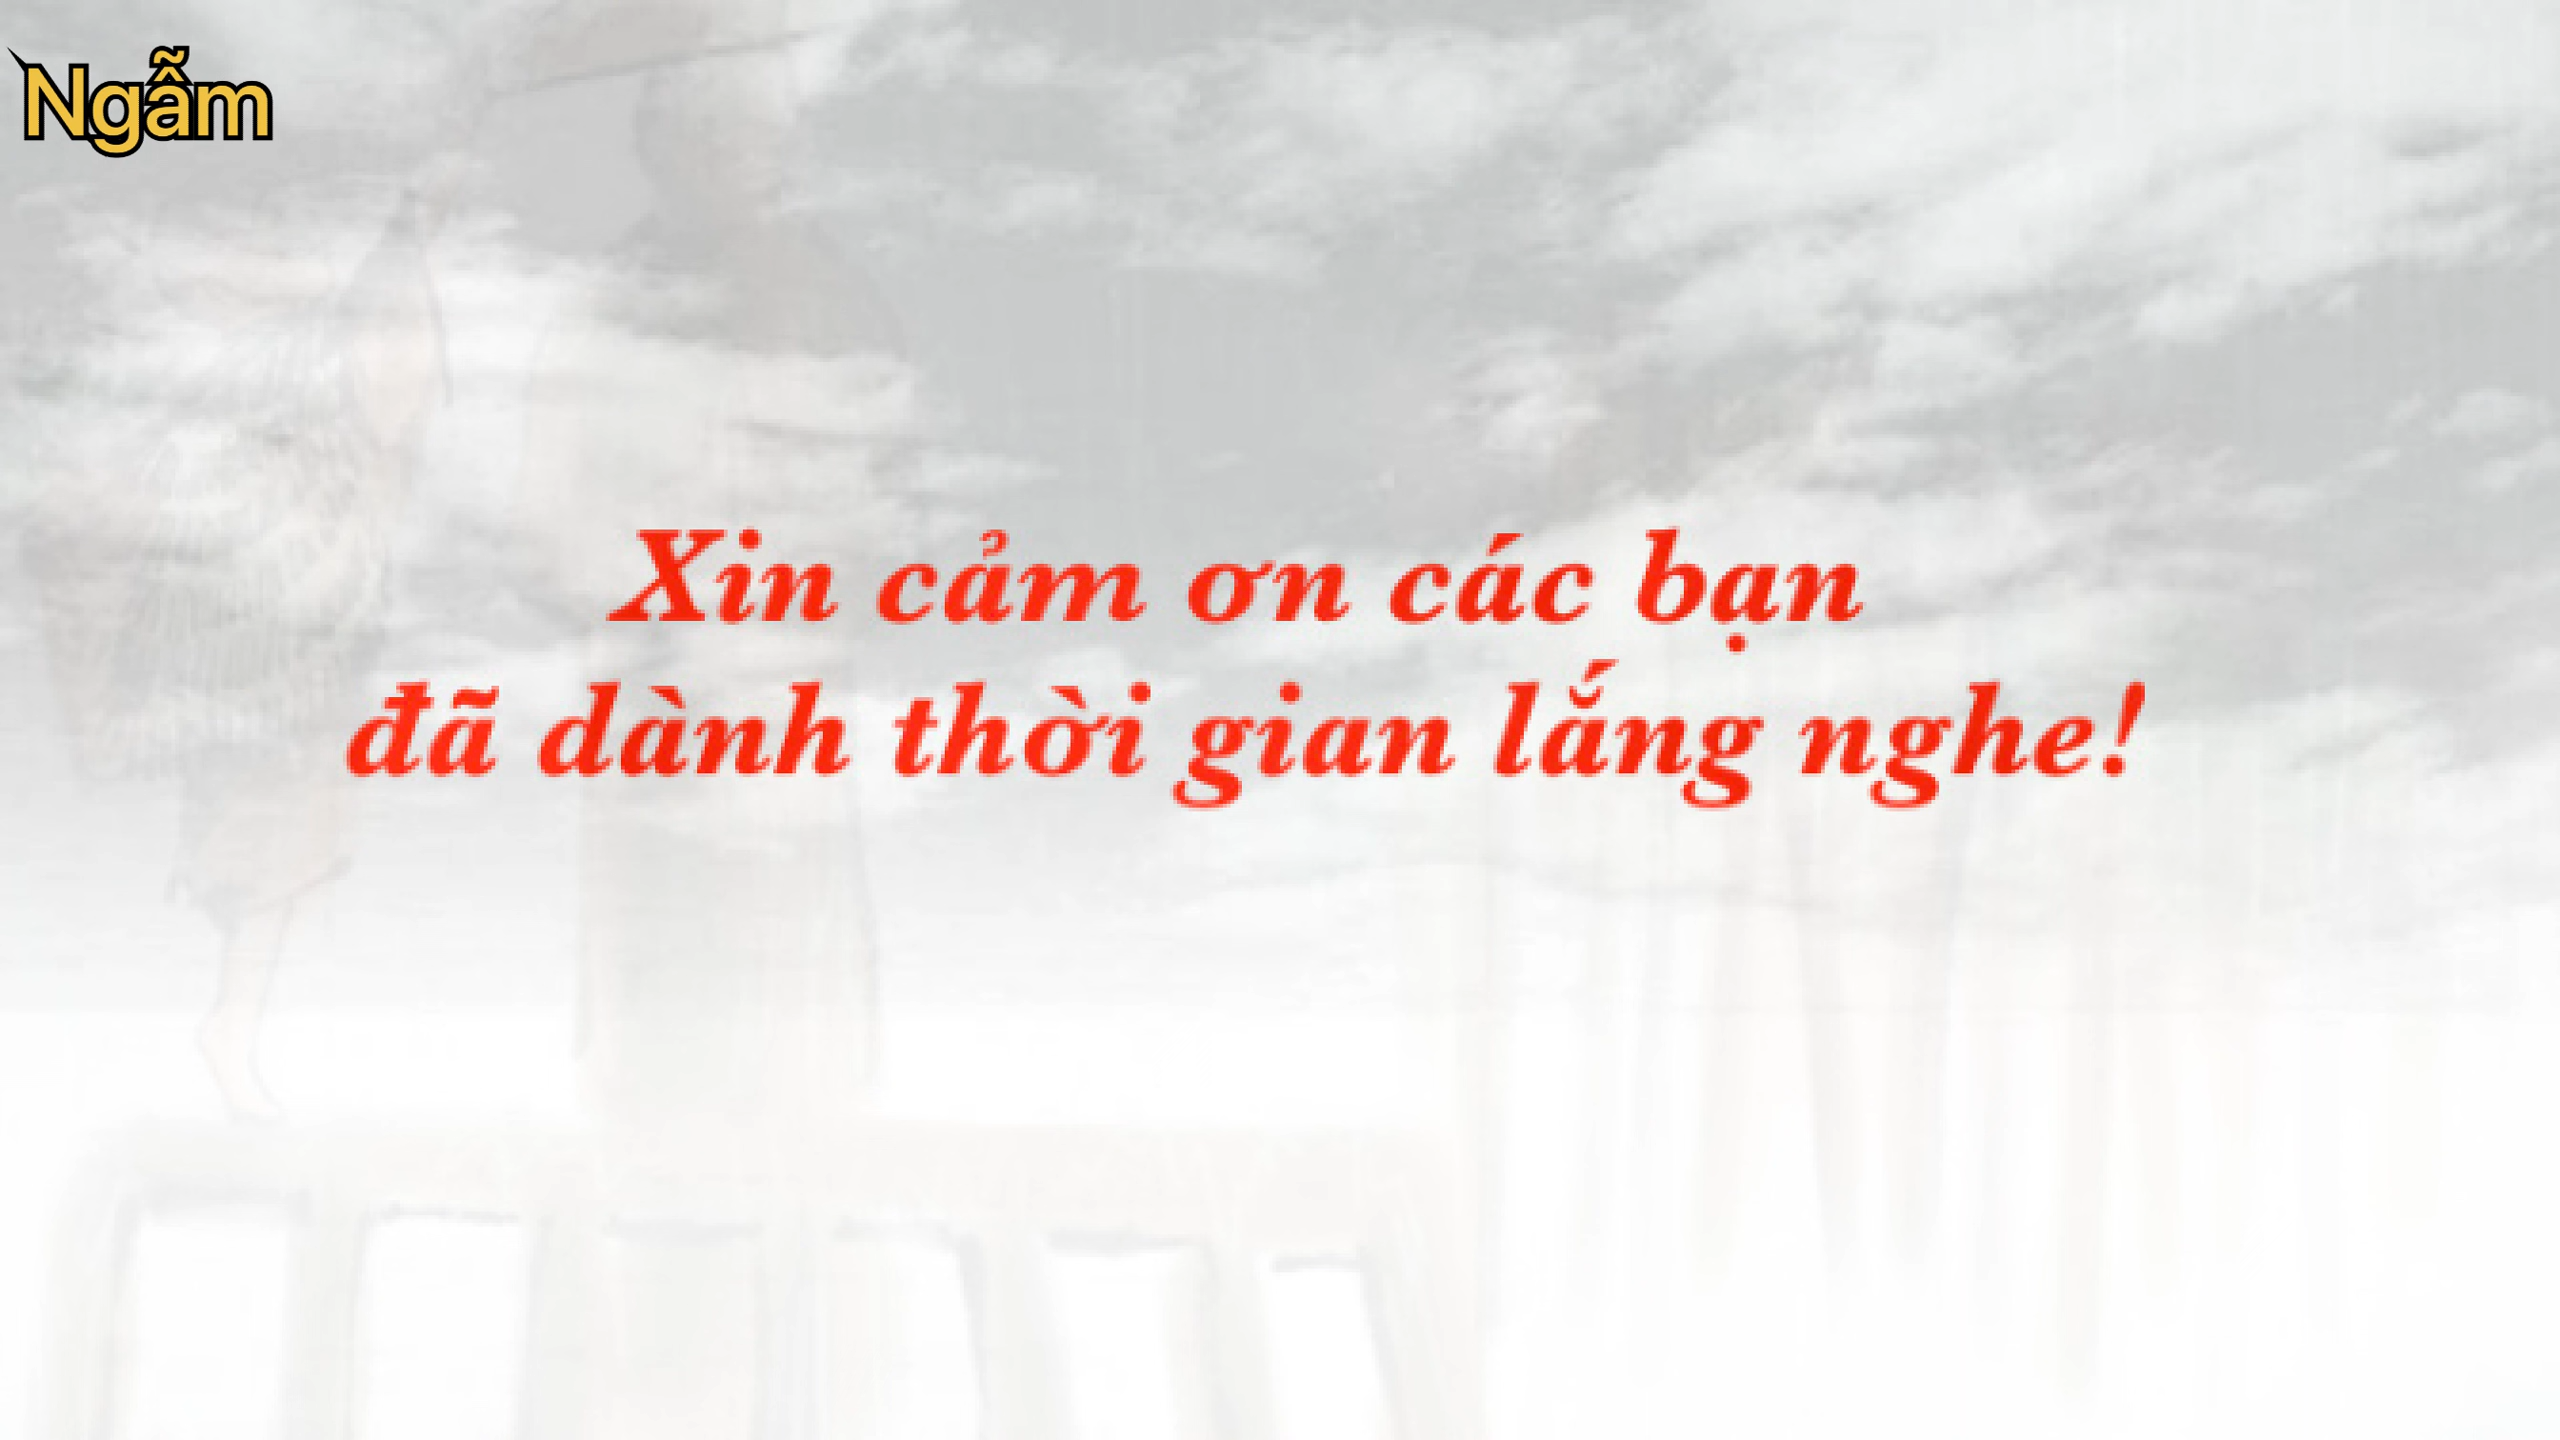 Ngẫm
Xin cảm ơn các bạn
đã dành thời gian lắng nghe!